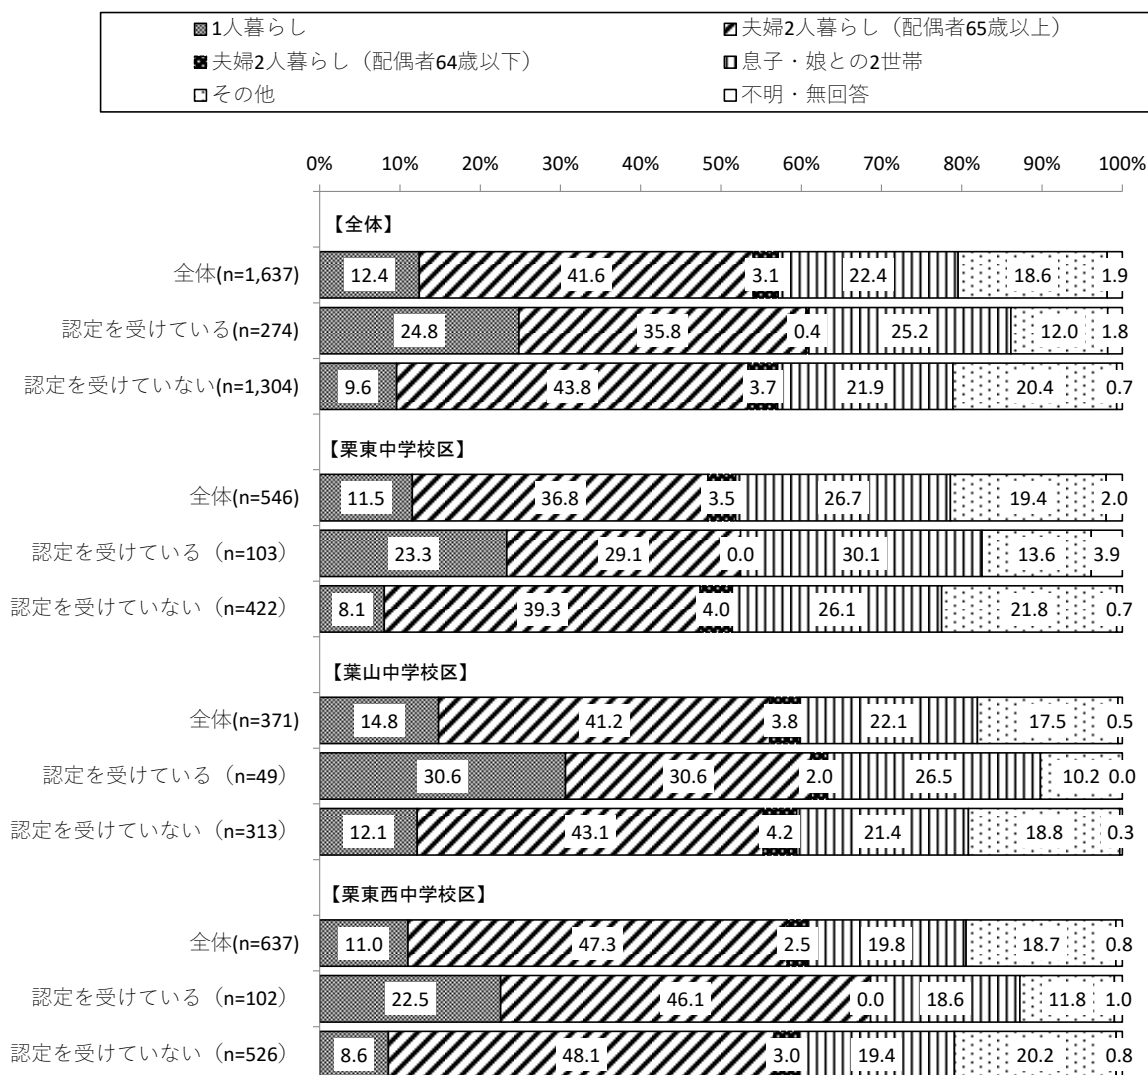 1人暮らし 夫婦2人暮らし（配偶者65歳以上）
夫婦2人暮らし（配偶者64歳以下） 息子・娘との2世帯
その他 不明・無回答
0% 10% 20% 30% 40% 50% 60% 70% 80% 90% 100%
【全体】
全体(n=1,637) 12.4 41.6 3.1 22.4 18.6 1.9
認定を受けている(n=274) 24.8 35.8 0.4 25.2 12.0 1.8
認定を受けていない(n=1,304) 9.6 43.8 3.7 21.9 20.4 0.7
【栗東中学校区】
全体(n=546) 11.5 36.8 3.5 26.7 19.4 2.0
認定を受けている（n=103） 23.3 29.1 0.0 30.1 13.6 3.9
認定を受けていない（n=422） 8.1 39.3 4.0 26.1 21.8 0.7
【葉山中学校区】
全体(n=371) 14.8 41.2 3.8 22.1 17.5 0.5
認定を受けている（n=49） 30.6 30.6 2.0 26.5 10.2 0.0
認定を受けていない（n=313） 12.1 43.1 4.2 21.4 18.8 0.3
【栗東西中学校区】
全体(n=637) 11.0 47.3 2.5 19.8 18.7 0.8
認定を受けている（n=102） 22.5 46.1 0.0 18.6 11.8 1.0
認定を受けていない（n=526） 8.6 48.1 3.0 19.4 20.2 0.8